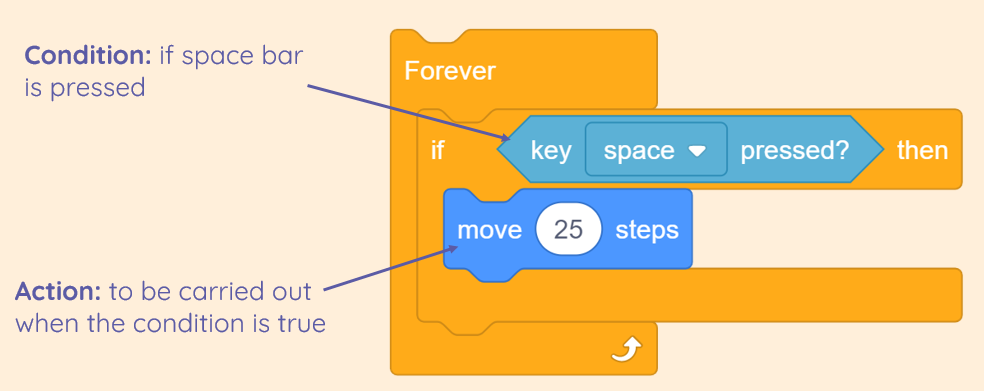 Condition: if space bar
is pressed
Forever
if key space pressed? then
move 25 steps
Action: to be carried out
when the condition is true